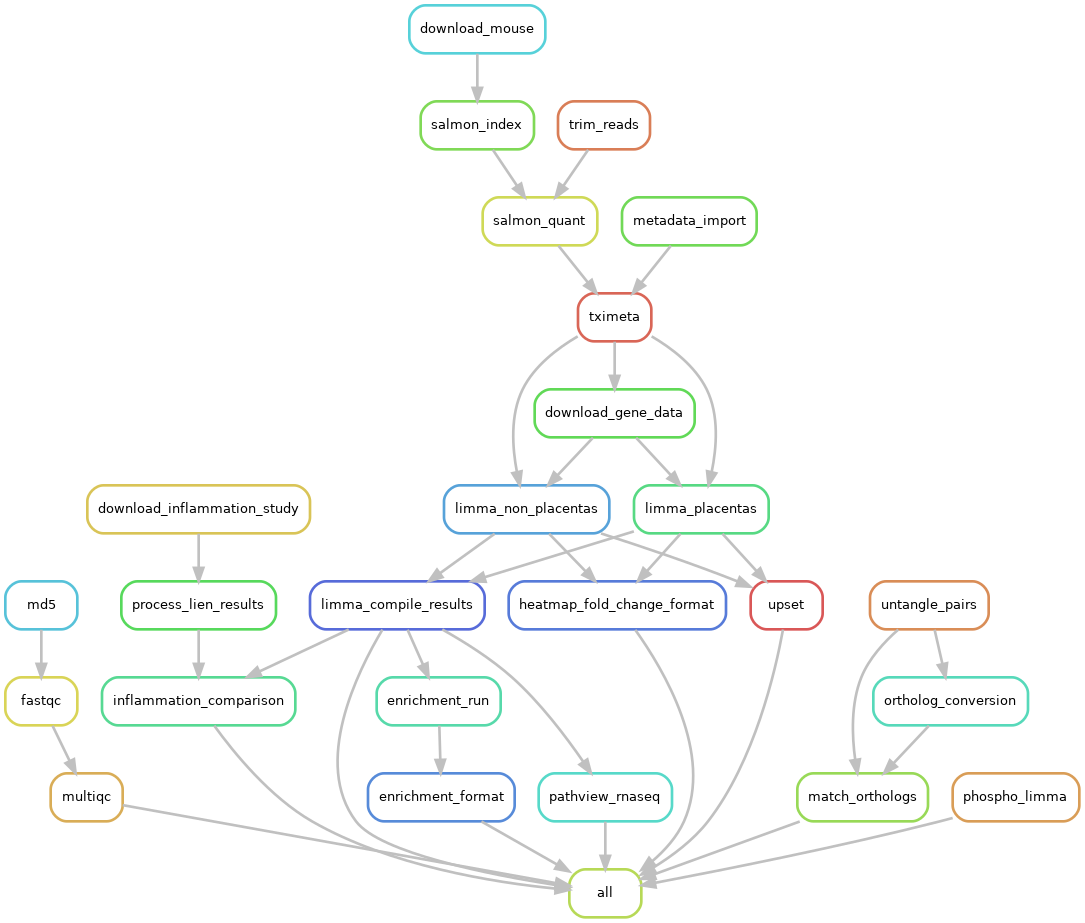 download_mouse
salmon_index
trim_reads
salmon_quant
metadata_import
tximeta
download_gene_data
download_inflammation_study
limma_non_placentas
limma_placentas
md5
process_lien_results
limma_compile_results
heatmap_fold_change_format
upset
untangle_pairs
fastqc
inflammation_comparison
enrichment_run
ortholog_conversion
multiqc
enrichment_format
pathview_rnaseq
match_orthologs
phospho_limma
all